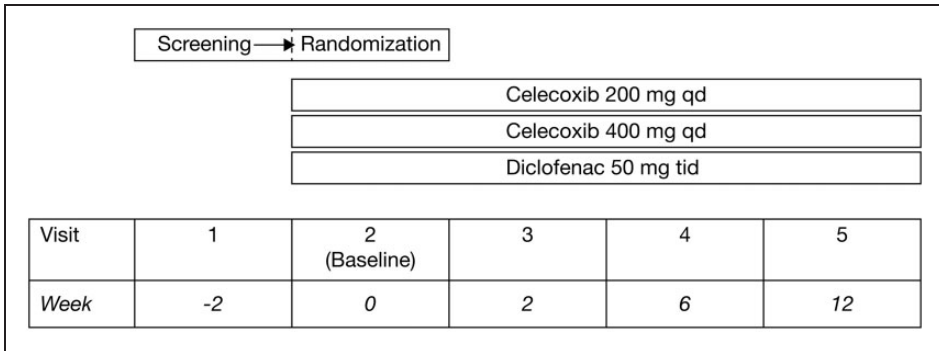 Screening Randomization
Celecoxib 200 mg qd
Celecoxib 400 mg qd
Diclofenac 50 mg tid
Visit 1 2 3 4 5
(Baseline)
Week -2 0 2 6 12